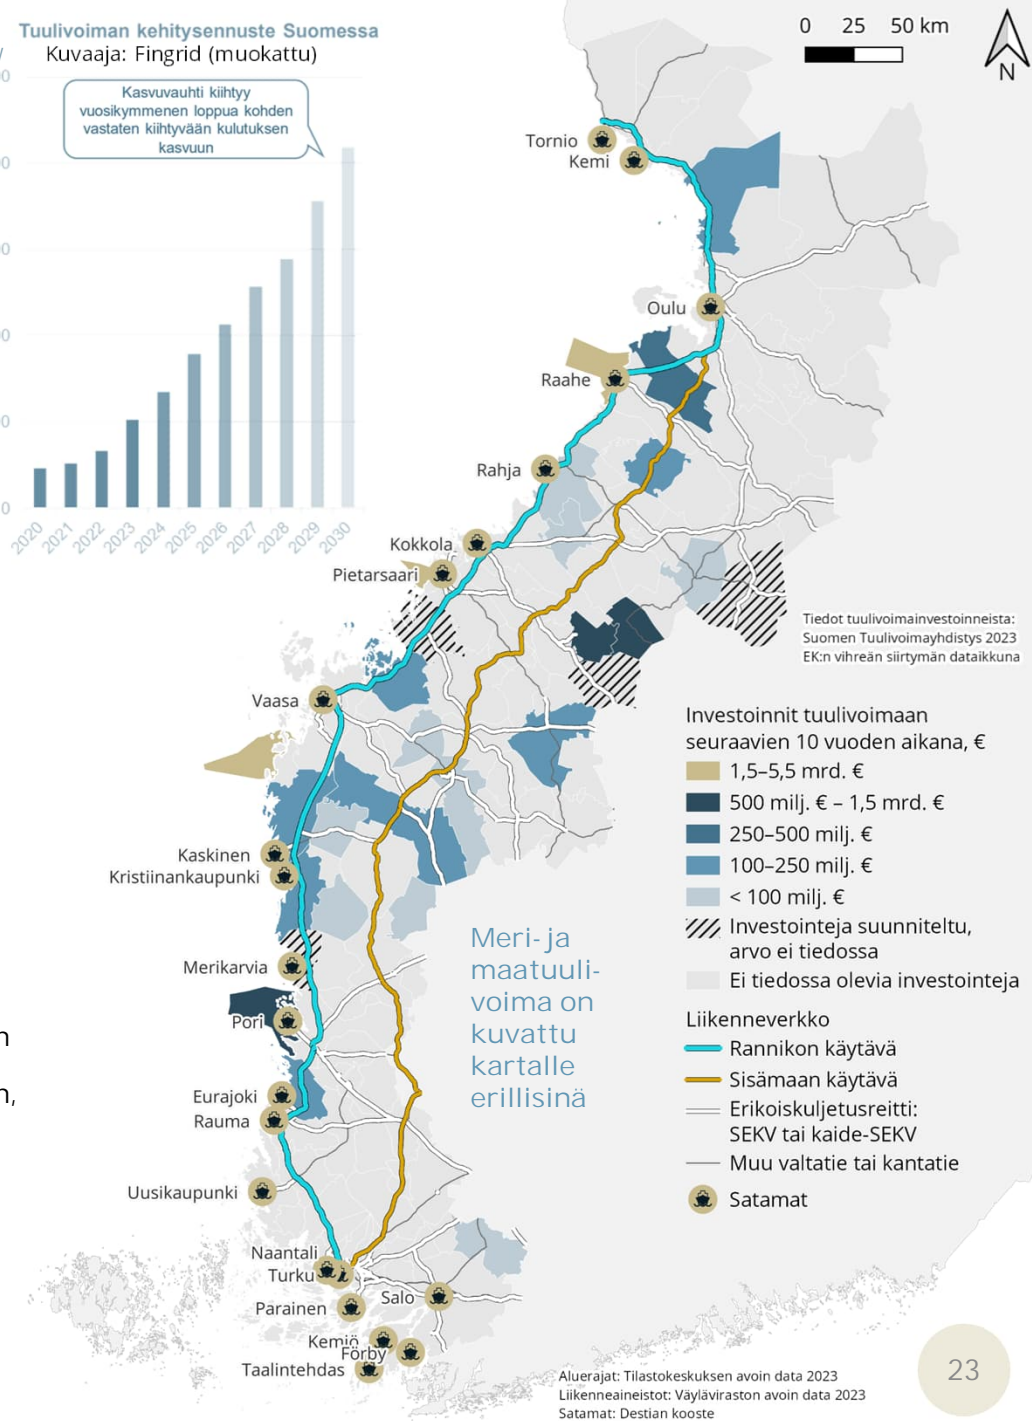 Tuulivoiman kehitysennuste Suomessa
Kuvaaja: Fingrid (muokattu)
Kasvuvauhti kiihtyy
vuosikymmenen loppua kohden
vastaten kiihtyvään kulutuksen
kasvuun
0
0
0
0
0
0
2020
2021
2022
2023
2024
2025
2026
2027
2028
2029
2030
0 25 50 km
N
Tornio
Kemi
Oulu
Raahe
Rahja
Kokkola
Pietarsaari
Vaasa
Kaskinen
Kristiinankaupunki
Merikarvia
Pori
Eurajoki
Rauma
Uusikaupunki
Naantali
Turku
Parainen
Salo
Kemiö
Förby
Taalintehdas
n
n,
Meri- ja
maatuuli-
voima on
kuvattu
kartalle
erillisinä
Tiedot tuulivoimainvestoinneista:
Suomen Tuulivoimayhdistys 2023
EK:n vihreän siirtymän dataikkuna
Investoinnit tuulivoimaan
seuraavien 10 vuoden aikana, €
1,5–5,5 mrd. €
500 milj. € – 1,5 mrd. €
250–500 milj. €
100–250 milj. €
< 100 milj. €
Investointeja suunniteltu,
arvo ei tiedossa
Ei tiedossa olevia investointeja
Liikenneverkko
Rannikon käytävä
Sisämaan käytävä
Erikoiskuljetusreitti:
SEKV tai kaide-SEKV
Muu valtatie tai kantatie
Satamat
Aluerajat: Tilastokeskuksen avoin data 2023
Liikenneaineistot: Väyläviraston avoin data 2023
Satamat: Destian kooste
23